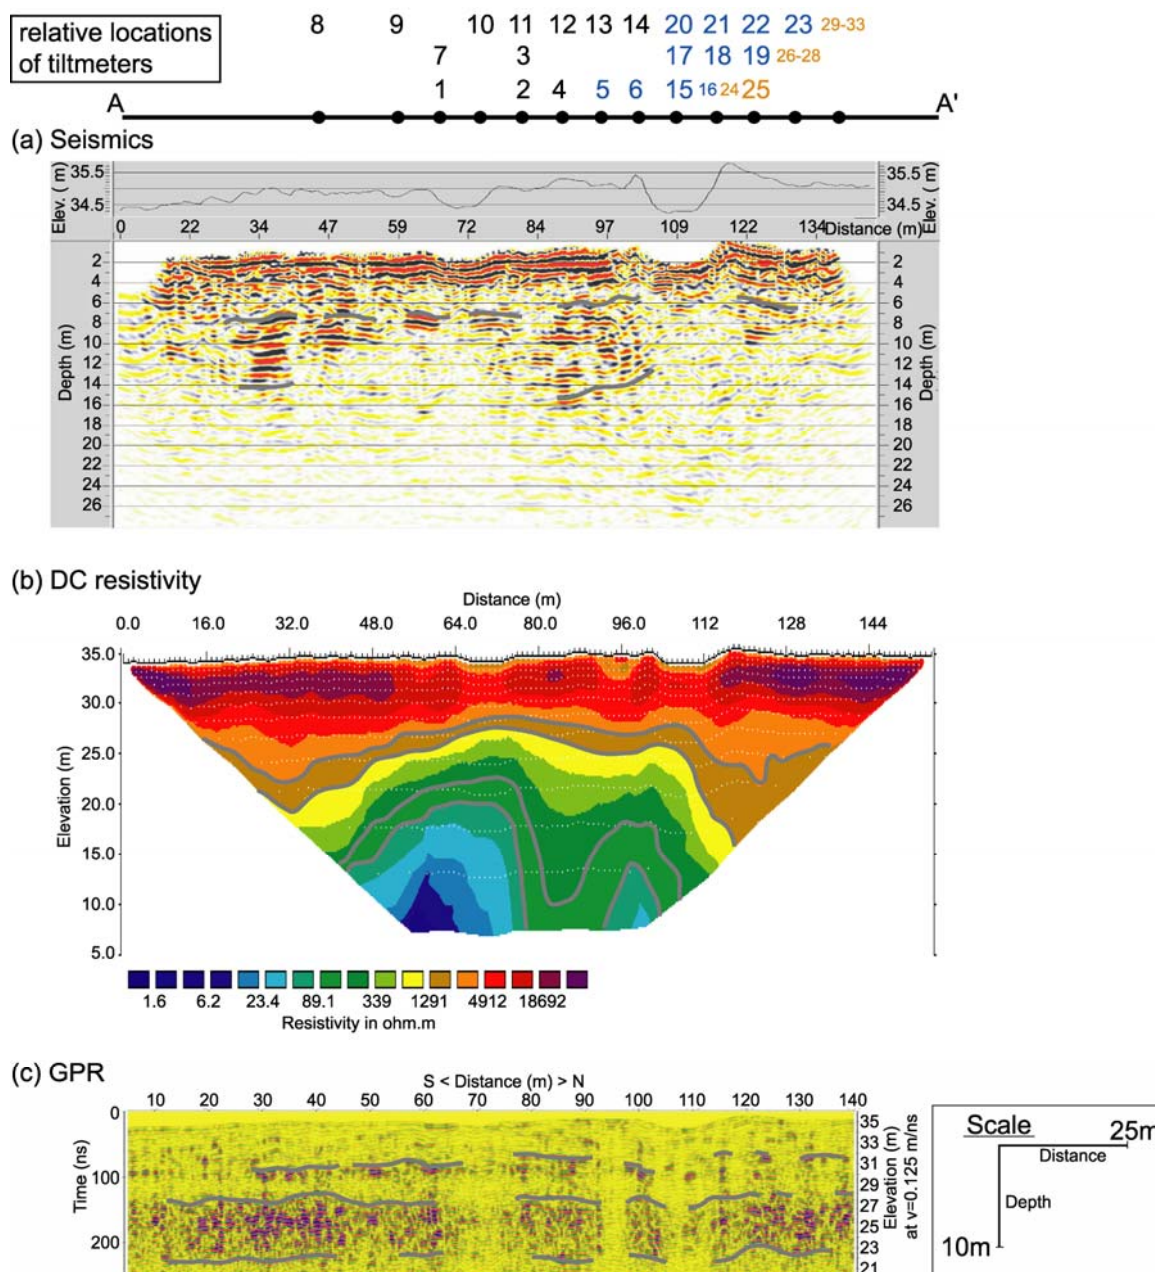 relative locations
of tiltmeters
8 9 10 11 12 13 14 20 21 22 23 29-33
7 3 17 18 19 26-28
1 2 4 5 6 15 16 24 25
A A'
(a) Seismics
Elev. (m) 35.5 34.5 35.5 34.5 Elev. (m)
0 22 34 47 59 72 84 97 109 122 134 Distance (m)
Depth (m) Depth (m)
2 2
4 4
6 6
8 8
10 10
12 12
14 14
16 16
18 18
20 20
22 22
24 24
26 26
(b) DC resistivity
Distance (m)
0.0 16.0 32.0 48.0 64.0 80.0 96.0 112 128 144
Elevation (m)
35.0
30.0
25.0
20.0
15.0
10.0
5.0
1.6 6.2 23.4 89.1 339 1291 4912 18692
Resistivity in ohm.m
(c) GPR
S < Distance (m) > N
10 20 30 40 50 60 70 80 90 100 110 120 130 140
Time (ns)
0
100
200
35
33
31
29
27
25
23
21
Elevation (m)
at v=0.125 m/ns
Scale
25m
Distance
Depth
10m